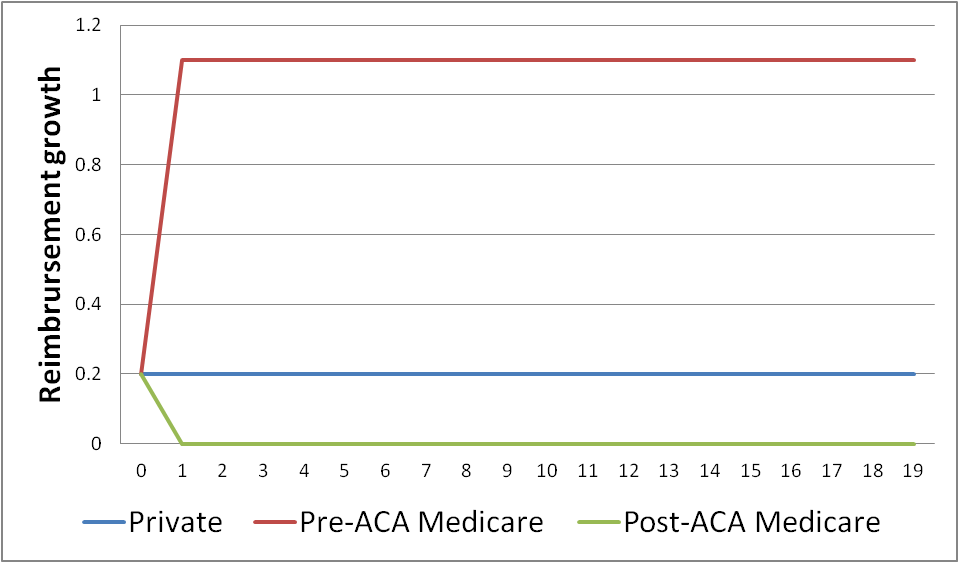 Reimbrursement growth
1.2
1
0.8
0.6
0.4
0.2
0
0 1 2 3 4 5 6 7 8 9 10 11 12 13 14 15 16 17 18 19
Private Pre-ACA Medicare Post-ACA Medicare